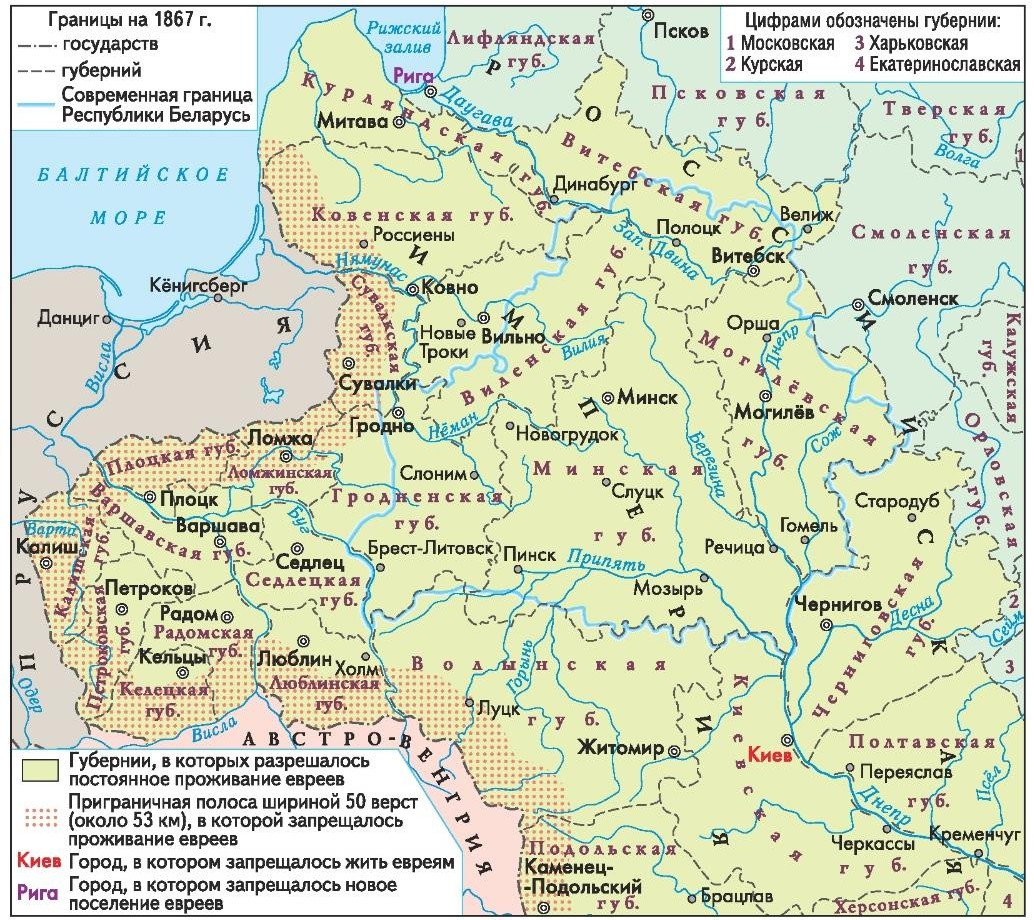 Границы на 1867 г.
государств
губерний
Современная граница
Республики Беларусь
Цифрами обозначены губернии:
1 Московская 3 Харьковская
2 Курская 4 Екатеринославская
Рижский
залив
Лифляндская
губ.
Псков
Рига
Даугава
Псковская
губ.
Тверская
губ.
Волга
1
Курляндская губ.
Митава
Витебская губ.
БАЛТИЙСКОЕ
МОРЕ
Динабург
Велиж
Ковенская губ.
Россиены
Полоцк
Зап. Двина
Витебск
Смоленская
губ.
Нямунас
Ковно
Кёнигсберг
Данциг
Висла
Сувалкская
губ.
Новые
Троки
Вильно
Вилия
Виленская губ.
Смоленск
Орша
Днепр
Калужская
губ.
Сувалки
Минск
Могилёв
Могилёвская
губ.
Гродно
Неман
Новогрудок
Березина
Сож
Орловская
губ.
Ломжа
Плоцкая губ.
Ломжинская
губ.
Слоним
Минская
губ.
Слуцк
Гродненская
губ.
Плоцк
Варшава
Варшавская губ.
Буг
Стародуб
Варта
Калиш
Калишская
губ.
Седлец
Седлецкая
губ.
Брест-Литовск
Пинск
Припять
Речица
Гомель
Мозырь
Петроков
Петроковская
губ.
Радом
Радомская
губ.
Чернигов
Десна
Сейм
2
3
Черниговская
губ.
Кельцы
Келецкая
губ.
Люблин
Люблинская
губ.
Холм
Волынская
губ.
Горынь
Луцк
Одер
Висла
ПРУССИЯ
АВСТРО-ВЕНГРИЯ
РОССИЙСКАЯ
ИМПЕРИЯ
Житомир
Киев
Киевская
губ.
Полтавская
губ.
Переяслав
Псёл
Днепр
Черкассы
Кременчуг
Подольская
губ.
Каменец-
-Подольский
Брацлав
Херсонская губ.
4
Губернии, в которых разрешалось
постоянное проживание евреев
Приграничная полоса шириной 50 верст
(около 53 км), в которой запрещалось
проживание евреев
Киев Город, в котором запрещалось жить евреям
Рига Город, в котором запрещалось новое
поселение евреев